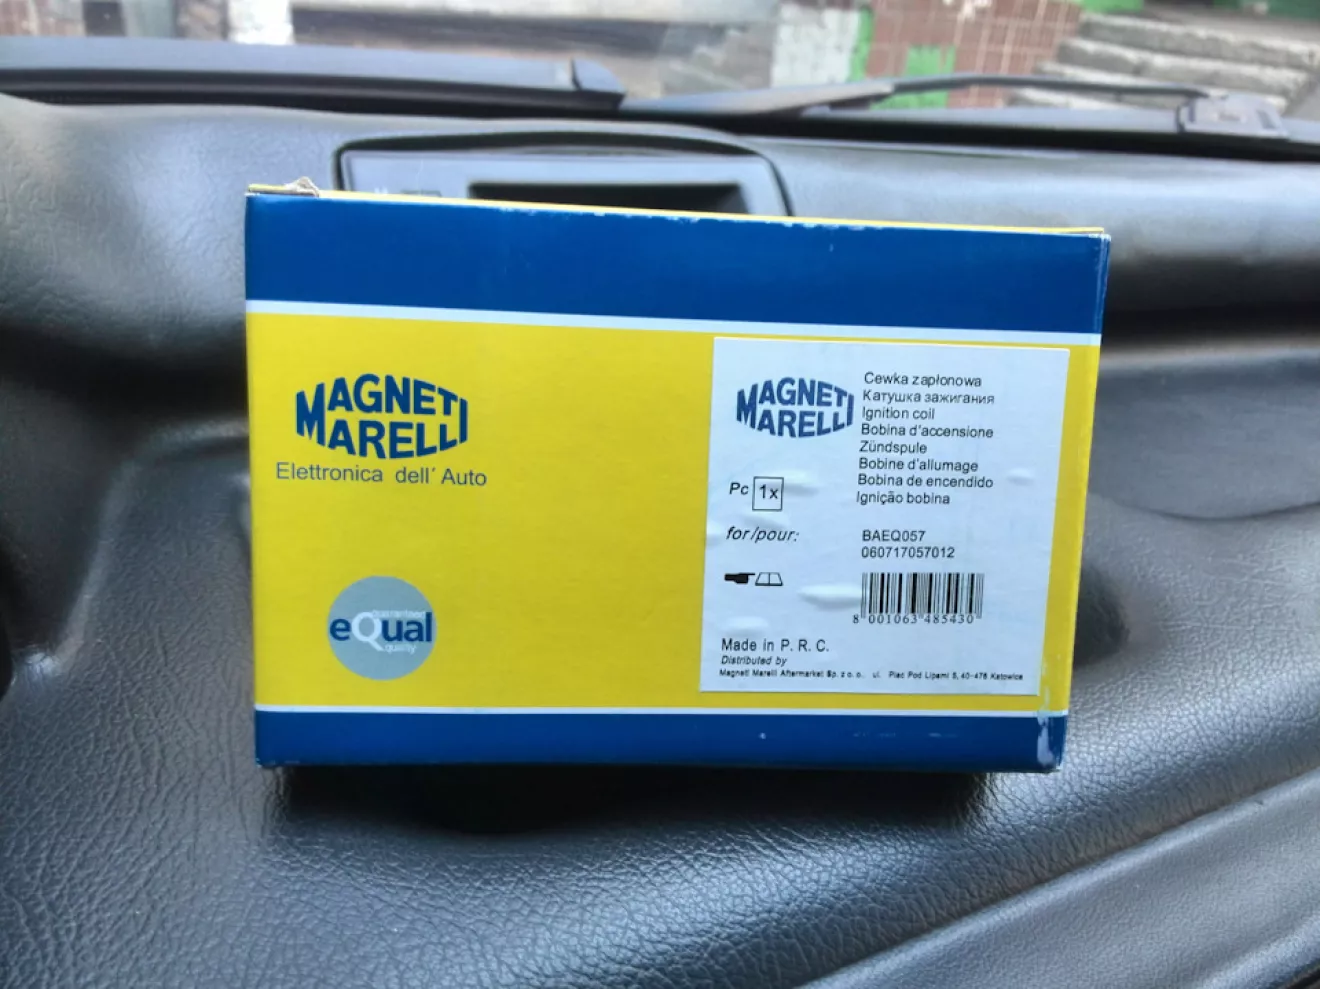 MAGNETI
MARELLI
Elettronica dell' Auto
guaranteed
eQual
quality
MAGNETI
MARELLI
Cewka zapłonowa
Катушка зажигания
Ignition coil
Bobina d'accensione
Zündspule
Bobine d'allumage
Bobina de encendido
Ignição bobina
Pc 1x
for/pour:
BAEQ057
060717057012
8 001063 485430
Made in P. R. C.
Distributed by
Magneti Marelli Aftermarket Sp. z o. o. ul. Plac Pod Lipami 5, 40-476 Katowice